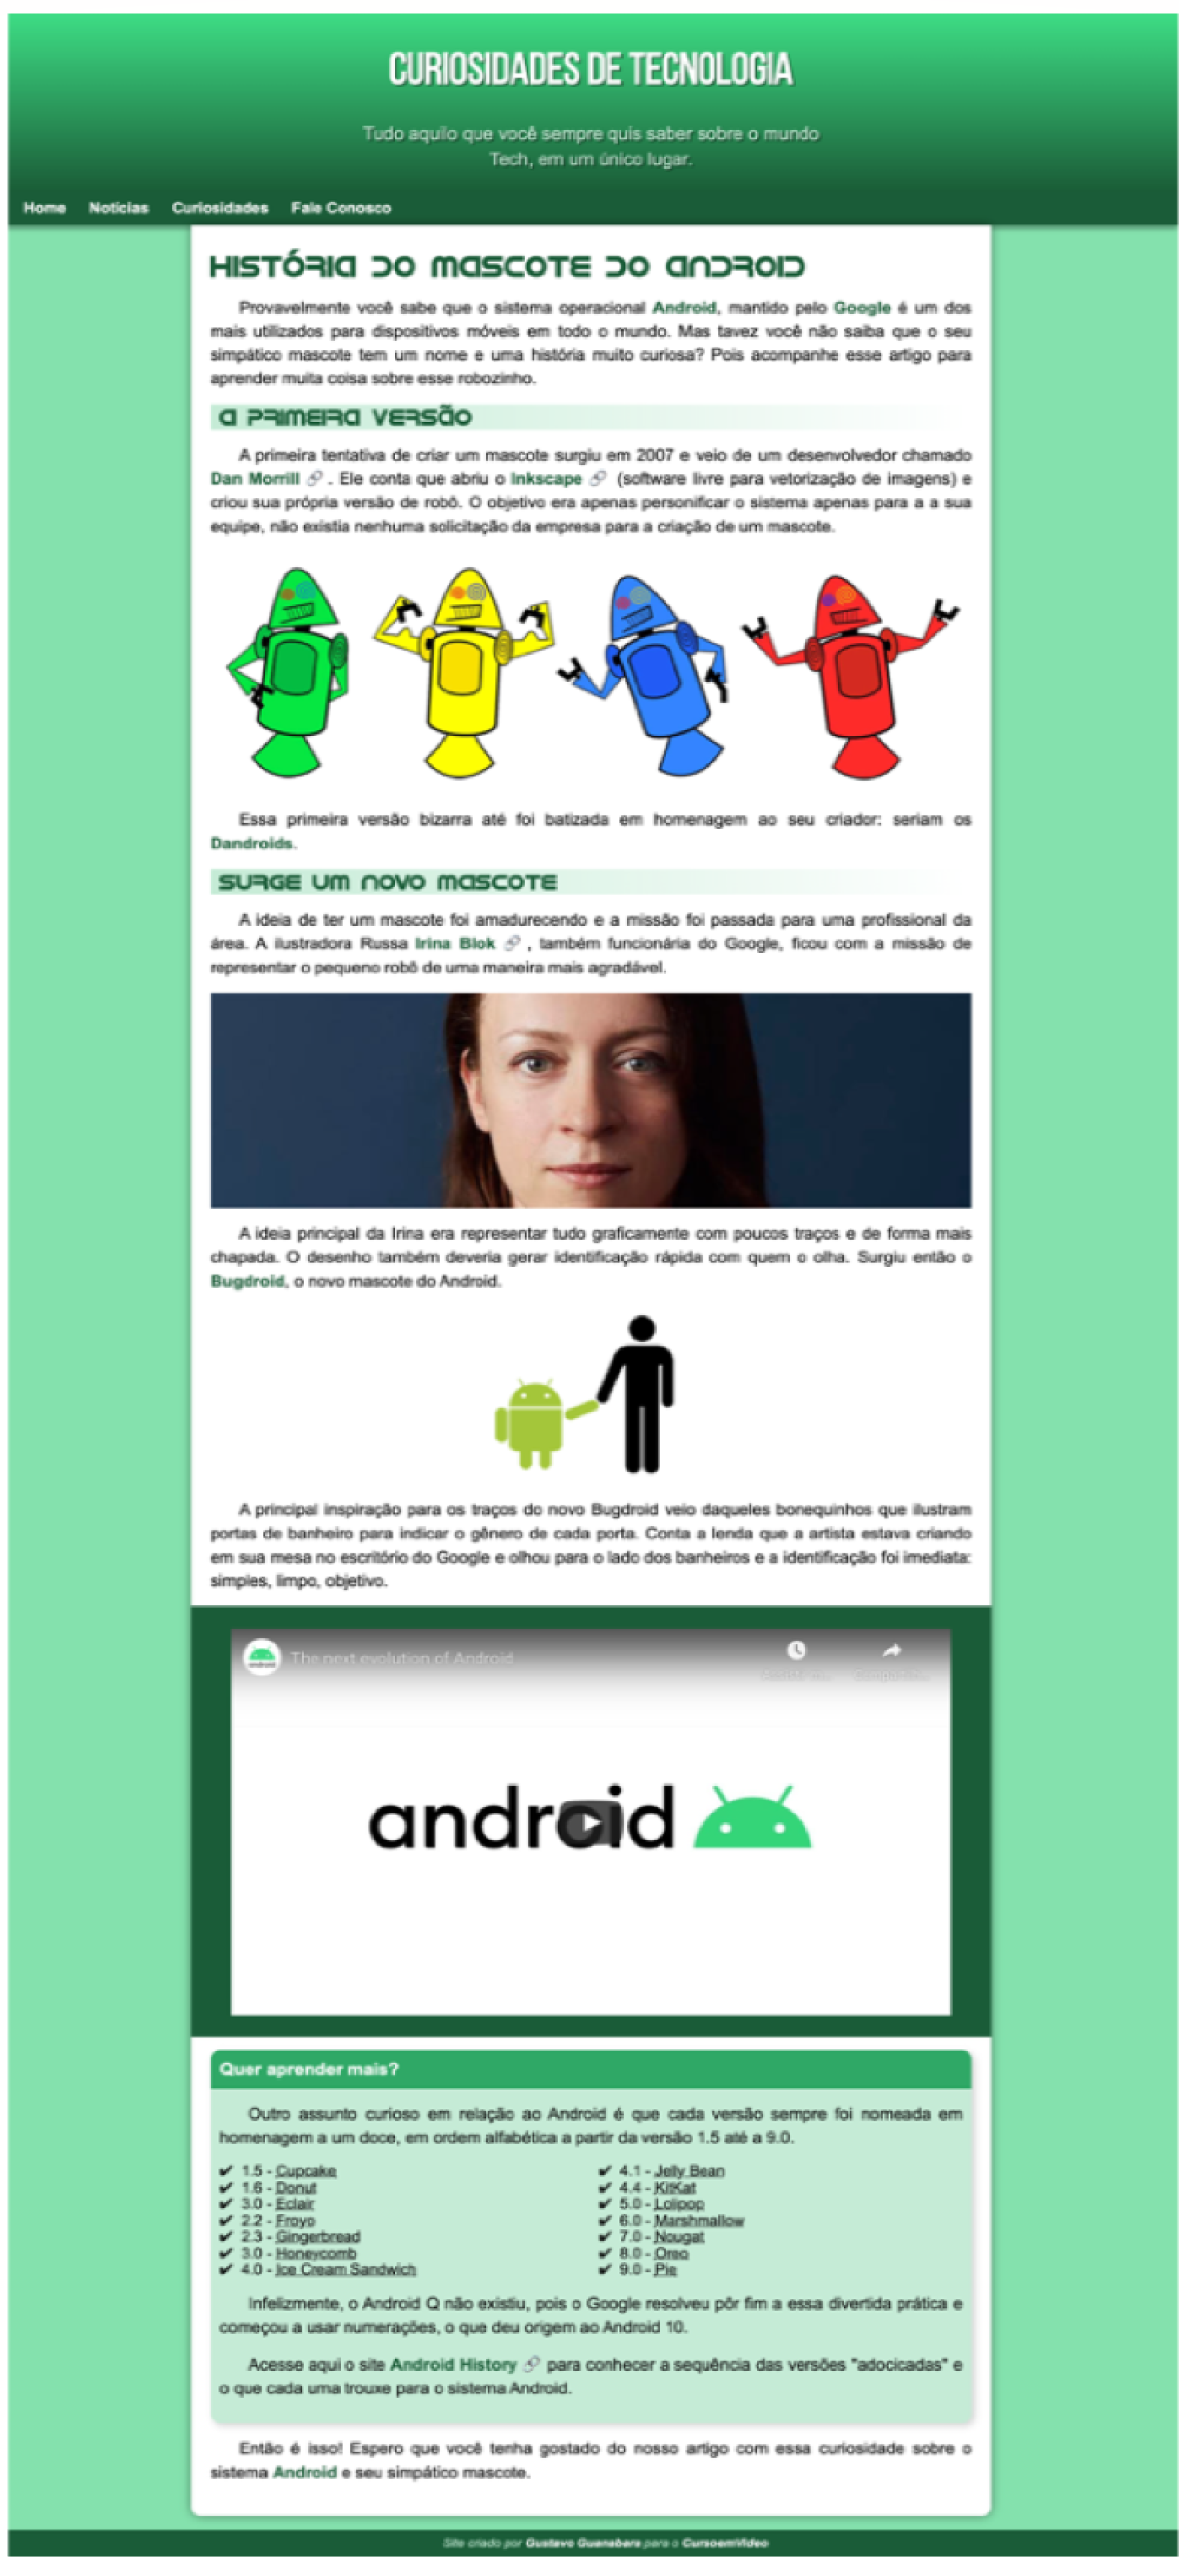 CURIOSIDADES DE TECNOLOGIA
Tudo aquilo que você sempre quis saber sobre o mundo
Tech, em um único lugar.
Home Notícias Curiosidades Fale Conosco
HISTÓRIA DO MASCOTE DO ANDROID
Provavelmente você sabe que o sistema operacional Android, mantido pelo Google é um dos
mais utilizados para dispositivos móveis em todo o mundo. Mas tavez você não saiba que o seu
simpático mascote tem um nome e uma história muito curiosa? Pois acompanhe esse artigo para
aprender muita coisa sobre esse robozinho.
A PRIMEIRA VERSÃO
A primeira tentativa de criar um mascote surgiu em 2007 e veio de um desenvolvedor chamado
Dan Morrill 🔗 . Ele conta que abriu o Inkscape 🔗 (software livre para vetorização de imagens) e
criou sua própria versão de robô. O objetivo era apenas personificar o sistema apenas para a a sua
equipe, não existia nenhuma solicitação da empresa para a criação de um mascote.
Essa primeira versão bizarra até foi batizada em homenagem ao seu criador: seriam os
Dandroids.
SURGE UM NOVO MASCOTE
A ideia de ter um mascote foi amadurecendo e a missão foi passada para uma profissional da
área. A ilustradora Russa Irina Blok 🔗 , também funcionária do Google, ficou com a missão de
representar o pequeno robô de uma maneira mais agradável.
A ideia principal da Irina era representar tudo graficamente com poucos traços e de forma mais
chapada. O desenho também deveria gerar identificação rápida com quem o olha. Surgiu então o
Bugdroid, o novo mascote do Android.
A principal inspiração para os traços do novo Bugdroid veio daqueles bonequinhos que ilustram
portas de banheiro para indicar o gênero de cada porta. Conta a lenda que a artista estava criando
em sua mesa no escritório do Google e olhou para o lado dos banheiros e a identificação foi imediata:
simples, limpo, objetivo.
android The next evolution of Android
android
Quer aprender mais?
Outro assunto curioso em relação ao Android é que cada versão sempre foi nomeada em
homenagem a um doce, em ordem alfabética a partir da versão 1.5 até a 9.0.
✔ 1.5 - Cupcake
✔ 1.6 - Donut
✔ 3.0 - Eclair
✔ 2.2 - Froyo
✔ 2.3 - Gingerbread
✔ 3.0 - Honeycomb
✔ 4.0 - Ice Cream Sandwich
✔ 4.1 - Jelly Bean
✔ 4.4 - KitKat
✔ 5.0 - Lolipop
✔ 6.0 - Marshmallow
✔ 7.0 - Nougat
✔ 8.0 - Oreo
✔ 9.0 - Pie
Infelizmente, o Android Q não existiu, pois o Google resolveu pôr fim a essa divertida prática e
começou a usar numerações, o que deu origem ao Android 10.
Acesse aqui o site Android History 🔗 para conhecer a sequência das versões "adocicadas" e
o que cada uma trouxe para o sistema Android.
Então é isso! Espero que você tenha gostado do nosso artigo com essa curiosidade sobre o
sistema Android e seu simpático mascote.
Site criado por Gustavo Guanabara para o CursoemVideo